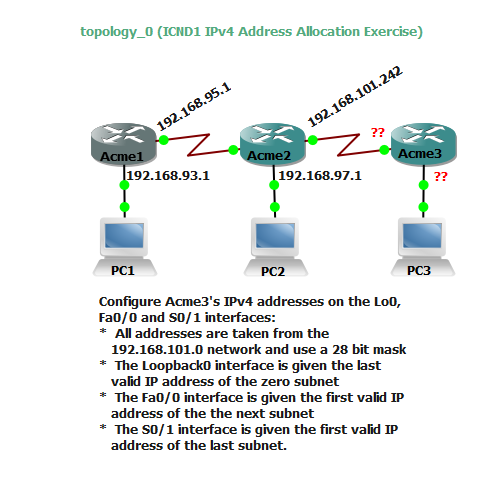 topology_0 (ICND1 IPv4 Address Allocation Exercise)
192.168.95.1
192.168.101.242
??
Acme1
Acme2
Acme3
192.168.93.1
192.168.97.1
??
PC1
PC2
PC3
Configure Acme3's IPv4 addresses on the Lo0,
Fa0/0 and S0/1 interfaces:
* All addresses are taken from the
192.168.101.0 network and use a 28 bit mask
* The Loopback0 interface is given the last
valid IP address of the zero subnet
* The Fa0/0 interface is given the first valid IP
address of the the next subnet
* The S0/1 interface is given the first valid IP
address of the last subnet.